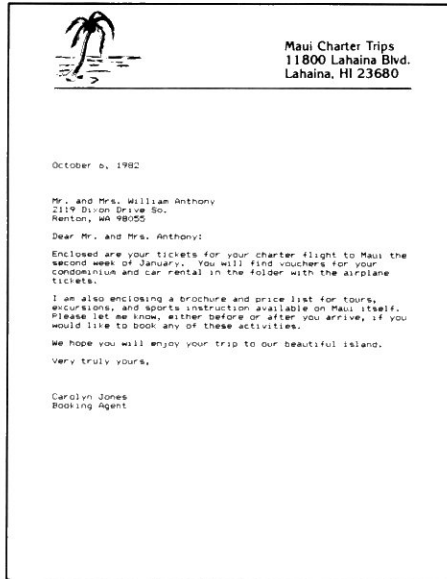 Maui Charter Trips
11800 Lahaina Blvd.
Lahaina, HI 23680
October 6, 1982
Mr. and Mrs. William Anthony
2119 Dixon Drive So.
Renton, WA 98055
Dear Mr. and Mrs. Anthony:
Enclosed are your tickets for your charter flight to Maui the
second week of January.  You will find vouchers for your
condominium and car rental in the folder with the airplane
tickets.
I am also enclosing a brochure and price list for tours,
excursions, and sports instruction available on Maui itself.
Please let me know, either before or after you arrive, if you
would like to book any of these activities.
We hope you will enjoy your trip to our beautiful island.
Very truly yours,
Carolyn Jones
Booking Agent